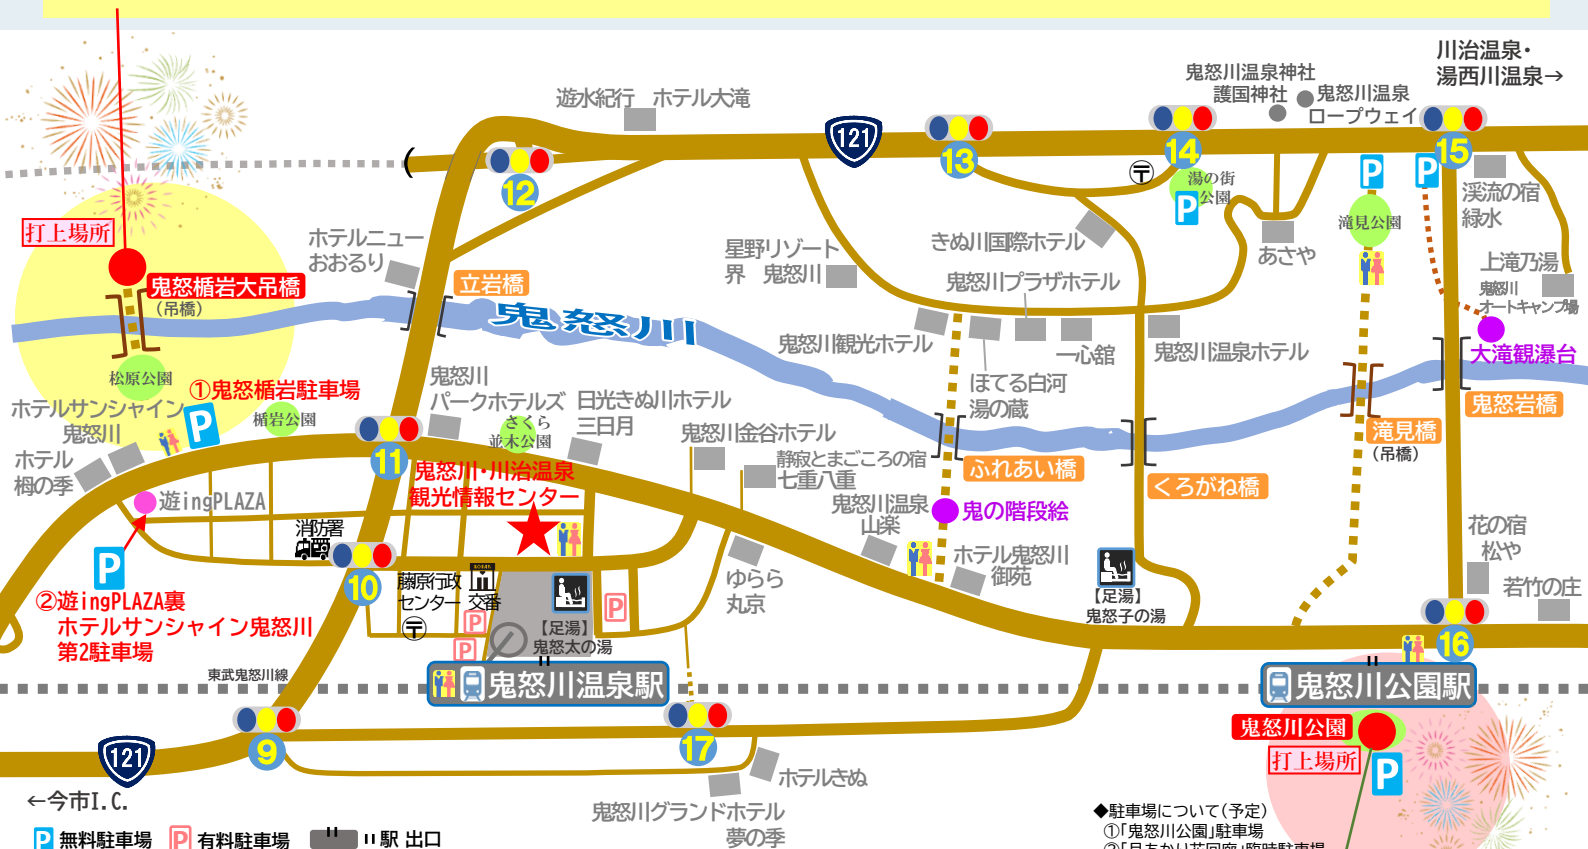 川治温泉・
湯西川温泉→
鬼怒川温泉神社
護国神社
鬼怒川温泉
ロープウェイ
遊水紀行 ホテル大滝
121
12
13
14
15
湯の街
公園
P
P
P
渓流の宿
緑水
滝見公園
打上場所
ホテルニュー
おおるり
星野リゾート
界 鬼怒川
きぬ川国際ホテル
あさや
上滝乃湯
鬼怒川
オートキャンプ場
鬼怒楯岩大吊橋
(吊橋)
立岩橋
鬼怒川
鬼怒川プラザホテル
鬼怒川観光ホテル
一心舘
鬼怒川温泉ホテル
大滝観瀑台
松原公園
①鬼怒楯岩駐車場
鬼怒川
パークホテルズ
日光きぬ川ホテル
三日月
ほてる白河
湯の蔵
鬼怒岩橋
ホテルサンシャイン
鬼怒川
P
楯岩公園
さくら
並木公園
鬼怒川金谷ホテル
滝見橋
(吊橋)
ホテル
栂の季
11
鬼怒川・川治温泉
観光情報センター
静寂とまごころの宿
七重八重
ふれあい橋
くろがね橋
遊ingPLAZA
消防署
鬼怒川温泉
山楽
鬼の階段絵
花の宿
松や
P
10
藤原行政
センター
交番
KOBAN
ゆらら
丸京
ホテル鬼怒川
御苑
【足湯】
鬼怒子の湯
若竹の庄
②遊ingPLAZA裏
ホテルサンシャイン鬼怒川
第2駐車場
P
P
P
【足湯】
鬼怒太の湯
16
東武鬼怒川線
鬼怒川温泉駅
鬼怒川公園駅
9
17
鬼怒川公園
打上場所
P
121
←今市I.C.
ホテルきぬ
鬼怒川グランドホテル
夢の季
P 無料駐車場 P 有料駐車場 駅 出口
◆駐車場について(予定)
①「鬼怒川公園」駐車場
②「月あかり花回廊」臨時駐車場